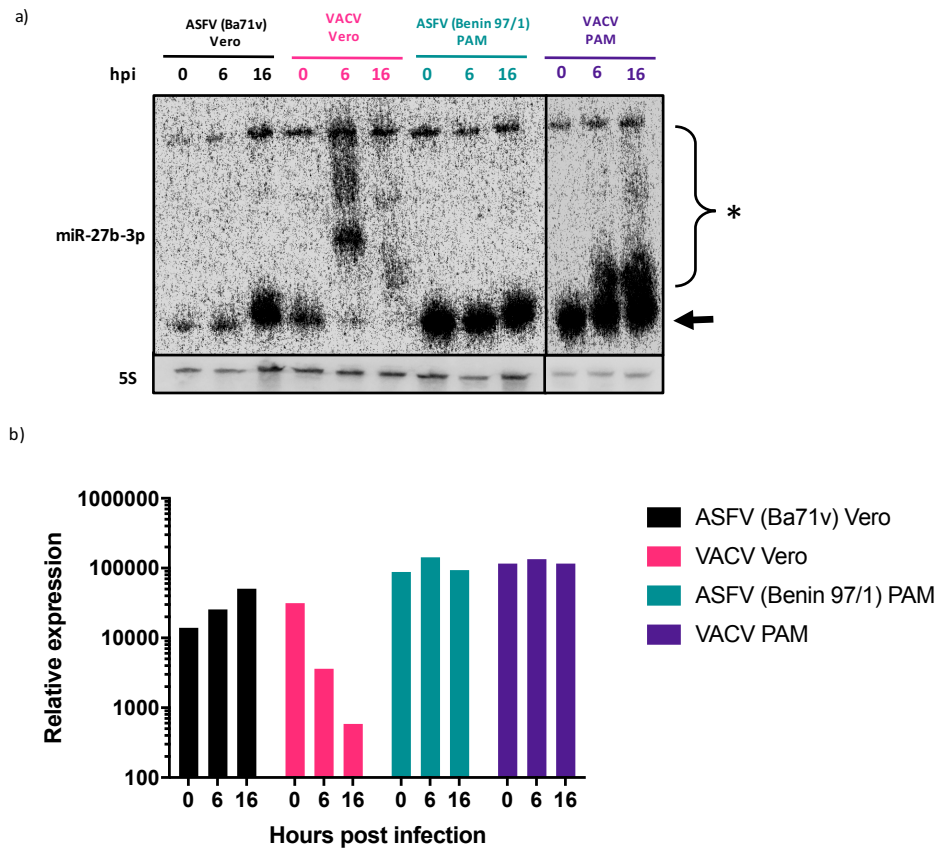 a)
ASFV (Ba71v)
Vero
VACV
Vero
ASFV (Benin 97/1)
PAM
VACV
PAM
hpi 0 6 16 0 6 16 0 6 16 0 6 16
*
miR-27b-3p
5S
b)
Relative expression
1000000
100000
10000
1000
100
0 6 16 0 6 16 0 6 16 0 6 16
Hours post infection
ASFV (Ba71v) Vero
VACV Vero
ASFV (Benin 97/1) PAM
VACV PAM